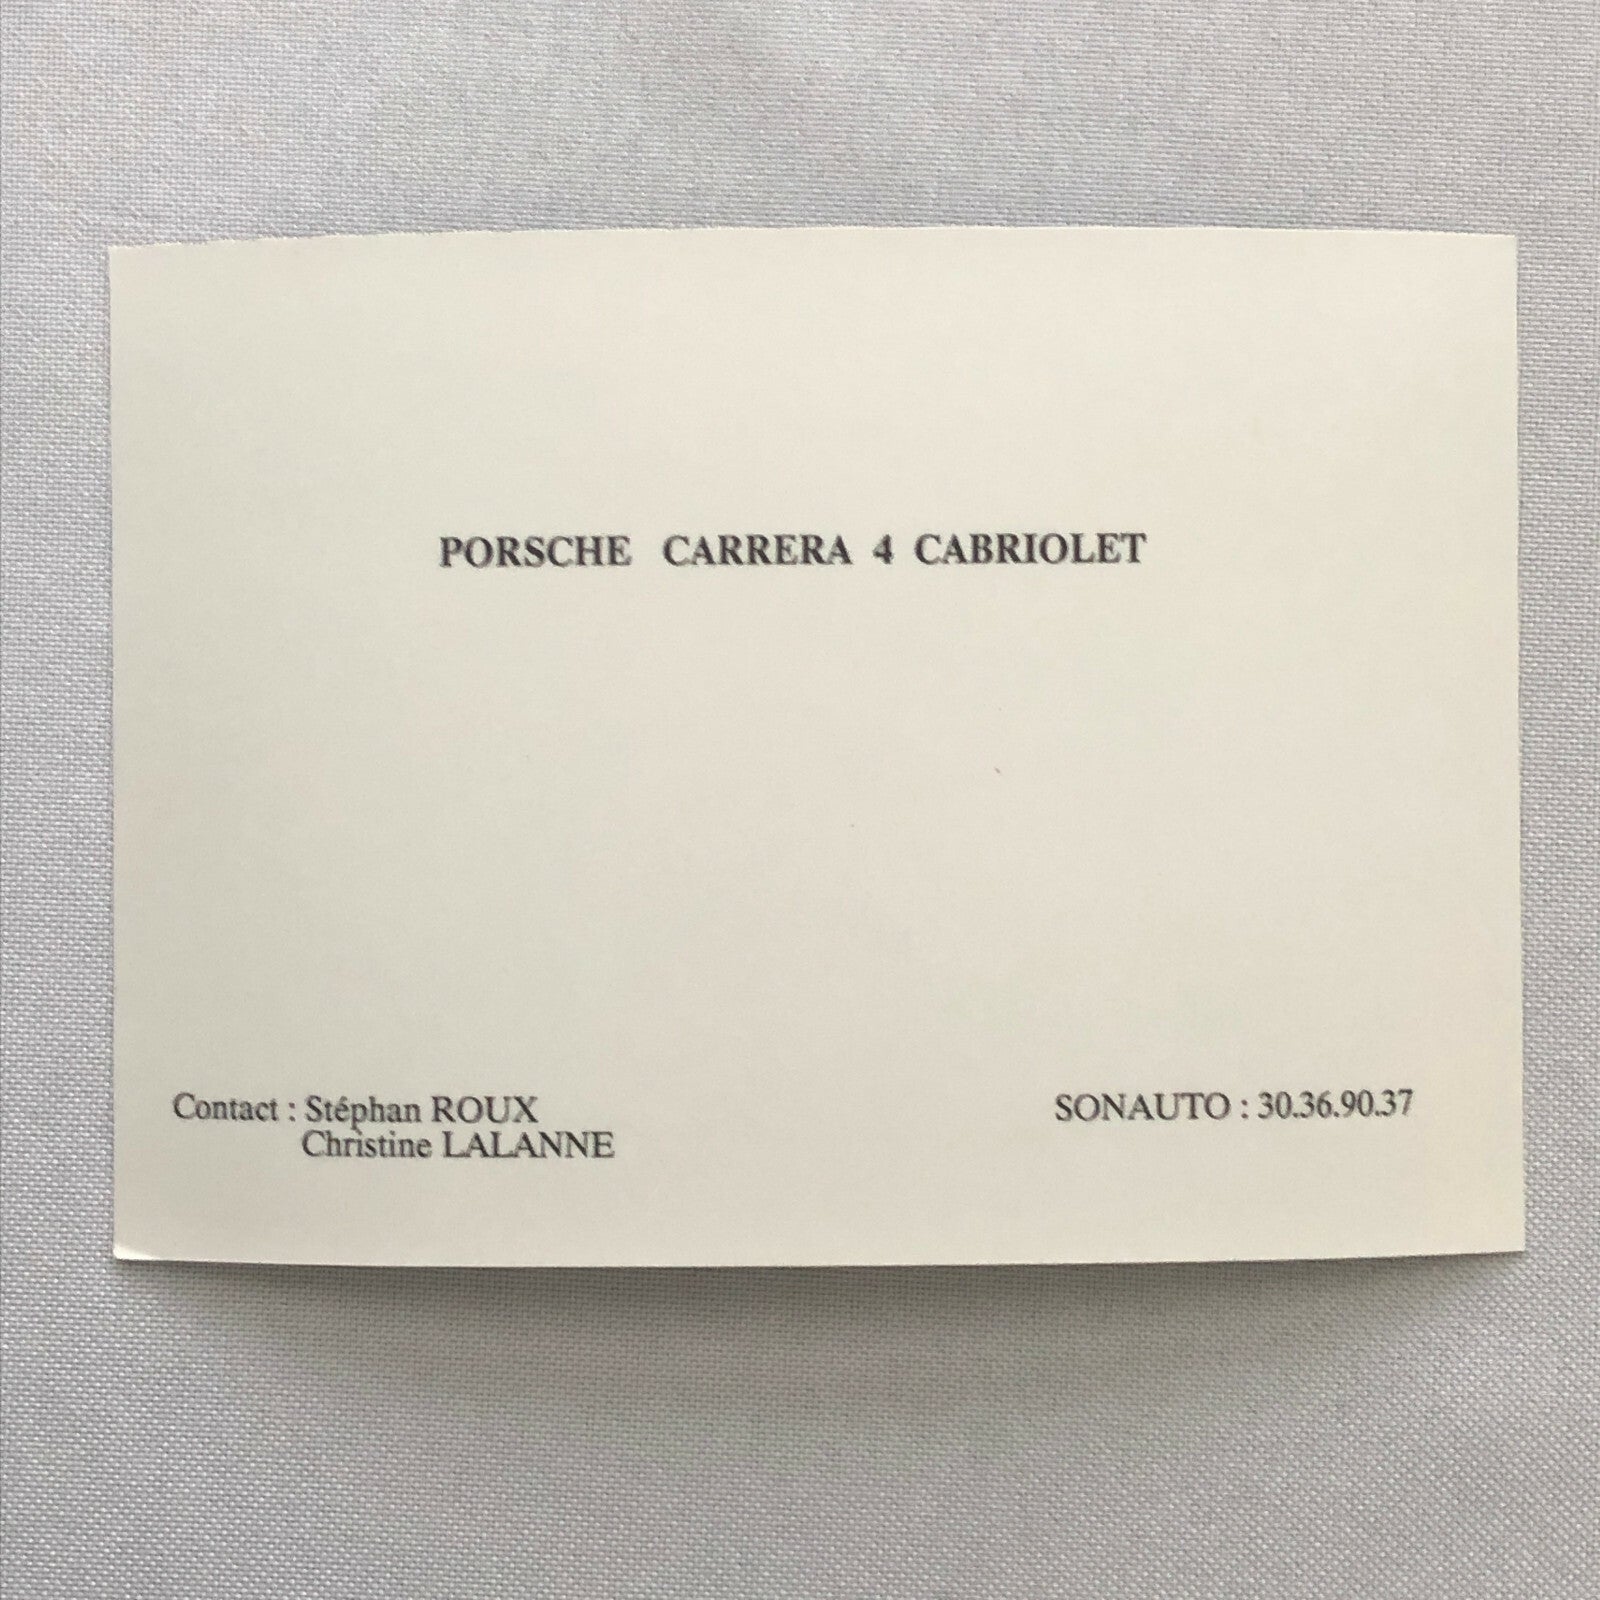 PORSCHE CARRERA 4 CABRIOLET
Contact : Stéphan ROUX
Christine LALANNE
SONAUTO : 30.36.90.37